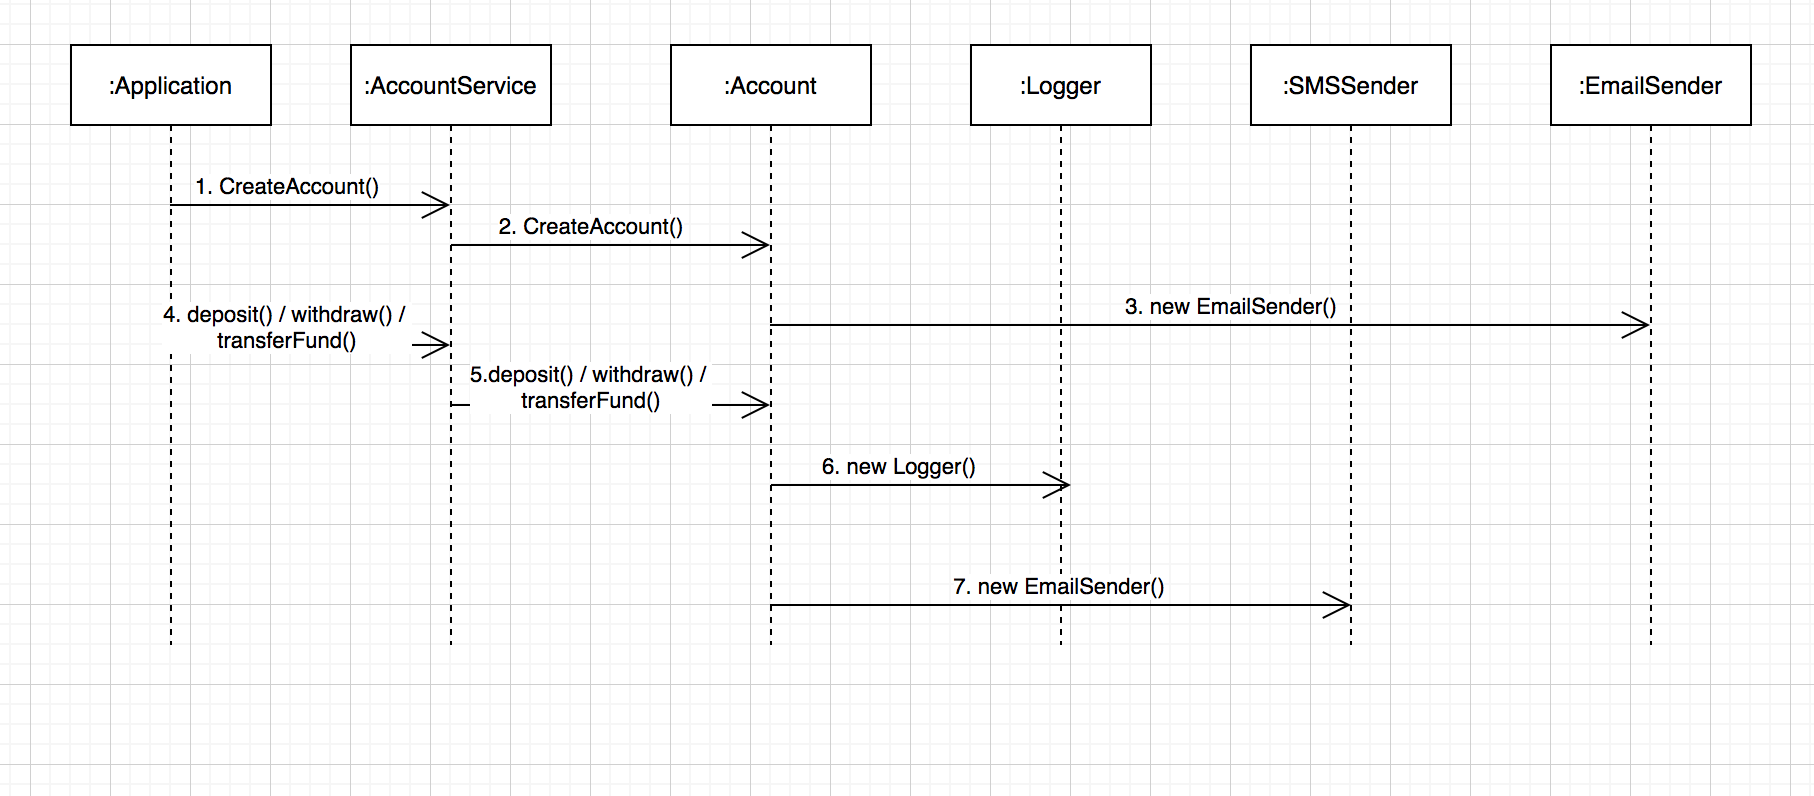 :Application
:AccountService
:Account
:Logger
:SMSSender
:EmailSender
1. CreateAccount()
2. CreateAccount()
3. new EmailSender()
4. deposit() / withdraw() /
transferFund()
5.deposit() / withdraw() /
transferFund()
6. new Logger()
7. new EmailSender()